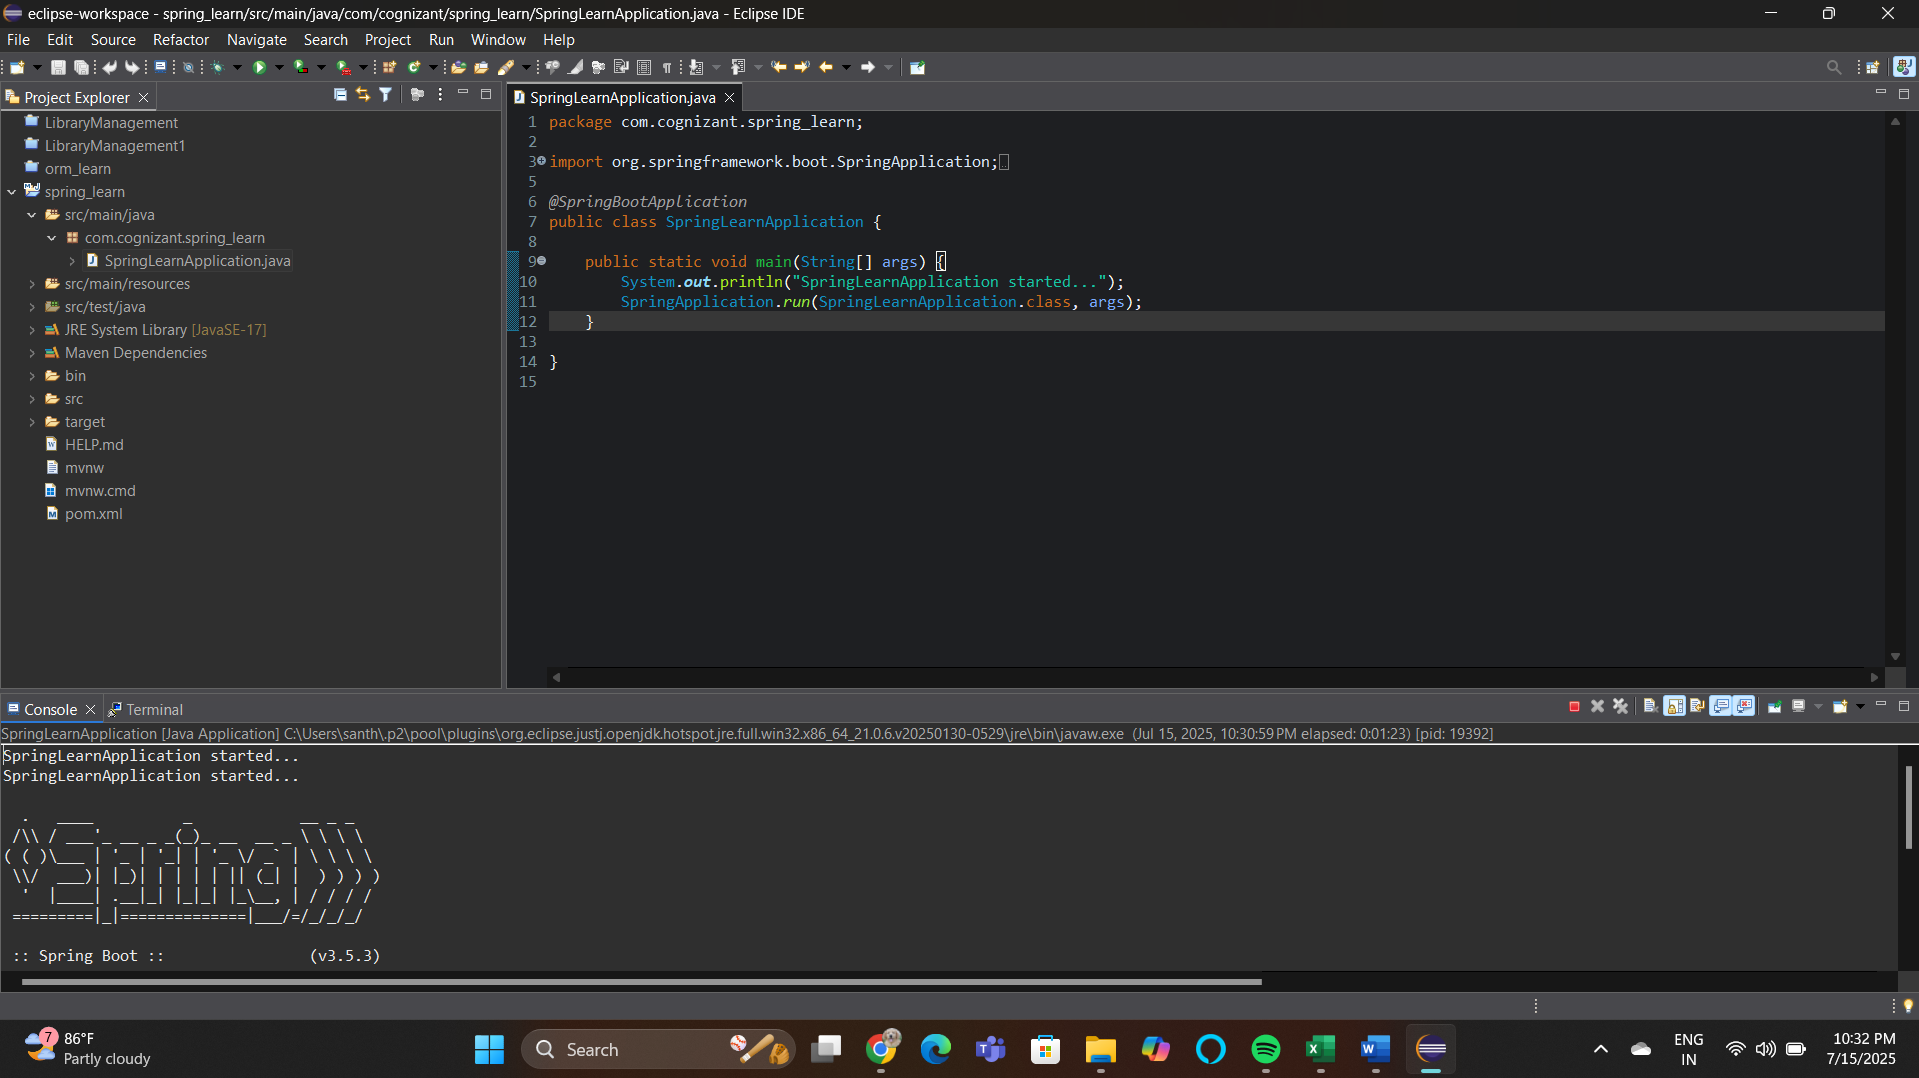 eclipse-workspace - spring_learn/src/main/java/com/cognizant/spring_learn/SpringLearnApplication.java - Eclipse IDE
File Edit Source Refactor Navigate Search Project Run Window Help
Project Explorer
LibraryManagement
LibraryManagement1
orm_learn
spring_learn
src/main/java
com.cognizant.spring_learn
SpringLearnApplication.java
src/main/resources
src/test/java
JRE System Library [JavaSE-17]
Maven Dependencies
bin
src
target
HELP.md
mvnw
mvnw.cmd
pom.xml
SpringLearnApplication.java
1 package com.cognizant.spring_learn;
2
3 import org.springframework.boot.SpringApplication;
5
6 @SpringBootApplication
7 public class SpringLearnApplication {
8
9 public static void main(String[] args) {
10 System.out.println("SpringLearnApplication started...");
11 SpringApplication.run(SpringLearnApplication.class, args);
12 }
13
14 }
15
Console Terminal
SpringLearnApplication [Java Application] C:\Users\santh\.p2\pool\plugins\org.eclipse.justj.openjdk.hotspot.jre.full.win32.x86_64_21.0.6.v20250130-0529\jre\bin\javaw.exe (Jul 15, 2025, 10:30:59 PM elapsed: 0:01:23) [pid: 19392]
SpringLearnApplication started...
SpringLearnApplication started...
Spring
:: Spring Boot :: (v3.5.3)
7
86°F
Partly cloudy
Search
ENG
IN
10:32 PM
7/15/2025